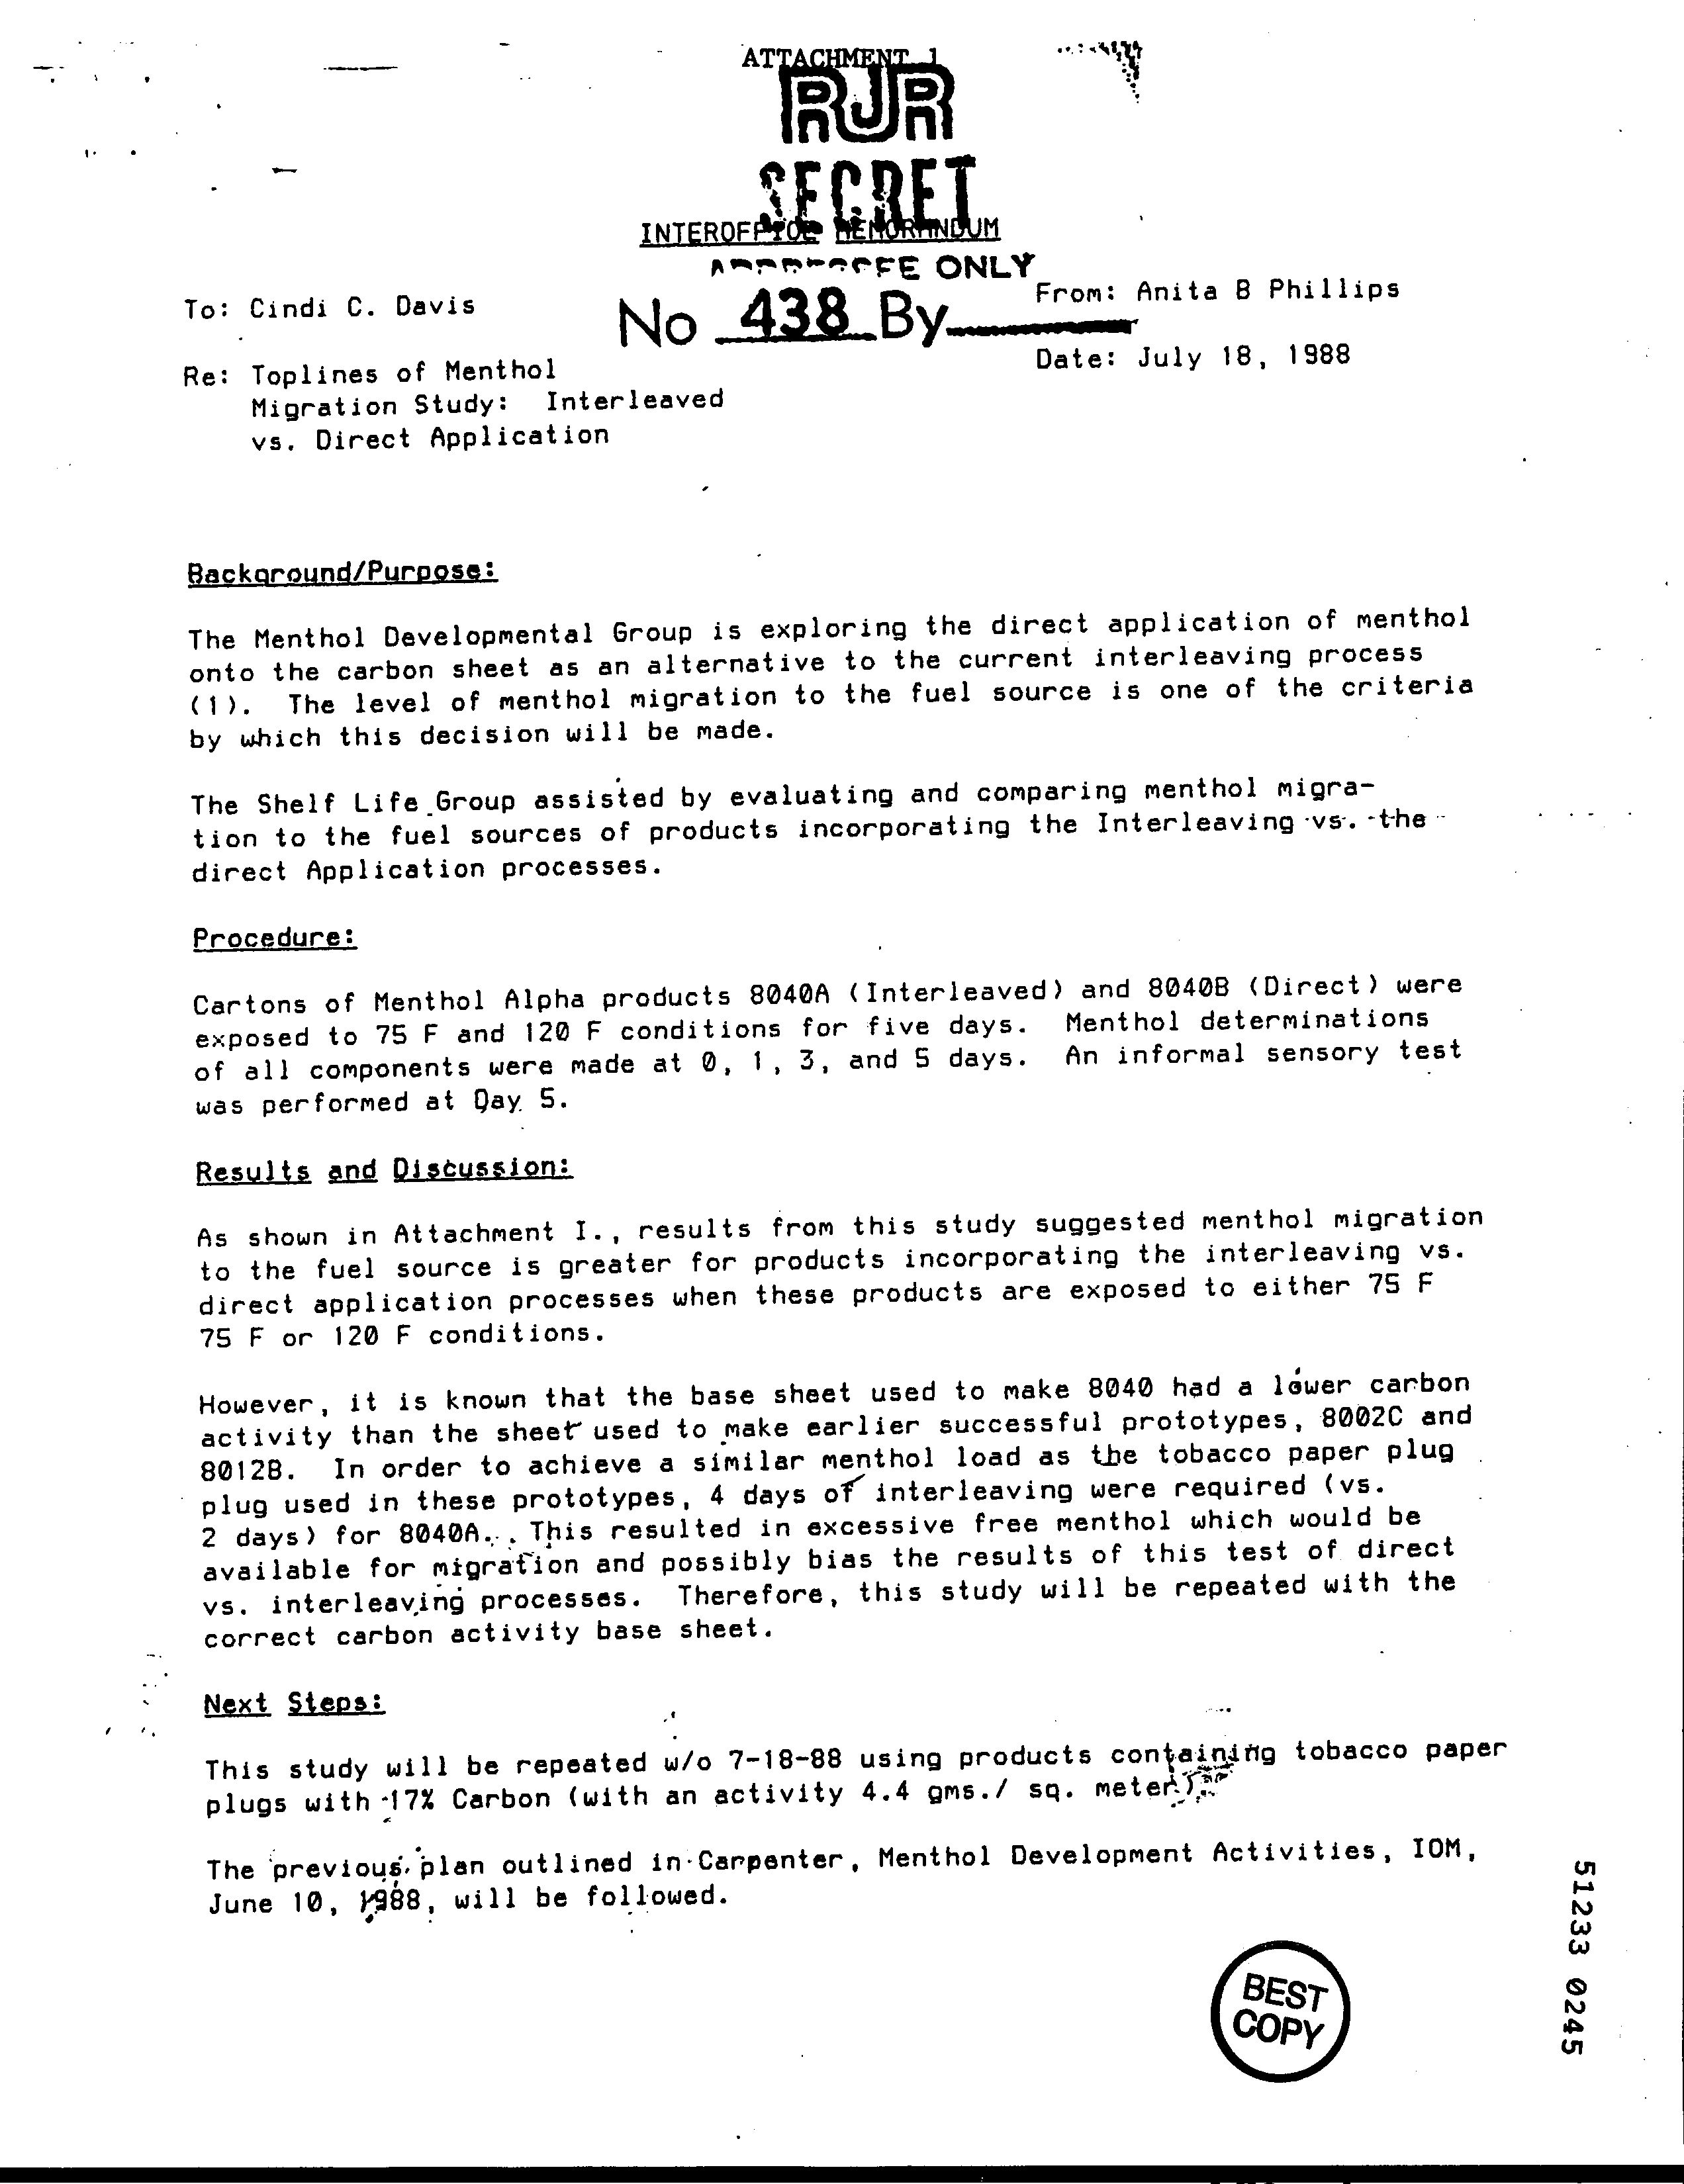 ATTACHMENT 1
RJR
SECRET
INTEROFFICE MEMORANDUM
ADDRESSEE ONLY
To: Cindi C. Davis
No 438 By
From: Anita B Phillips
Date: July 18, 1988
Re: Toplines of Menthol
Migration Study: Interleaved
vs. Direct Application
Background/Purpose:
The Menthol Developmental Group is exploring the direct application of menthol
onto the carbon sheet as an alternative to the current interleaving process
(1). The level of menthol migration to the fuel source is one of the criteria
by which this decision will be made.
The Shelf Life Group assisted by evaluating and comparing menthol migra-
tion to the fuel sources of products incorporating the Interleaving vs. the
direct Application processes.
Procedure:
Cartons of Menthol Alpha products 8040A (Interleaved) and 8040B (Direct) were
exposed to 75 F and 120 F conditions for five days. Menthol determinations
of all components were made at 0, 1, 3, and 5 days. An informal sensory test
was performed at Day 5.
Results and Discussion:
As shown in Attachment I., results from this study suggested menthol migration
to the fuel source is greater for products incorporating the interleaving vs.
direct application processes when these products are exposed to either 75 F
75 F or 120 F conditions.
However, it is known that the base sheet used to make 8040 had a lower carbon
activity than the sheet used to make earlier successful prototypes, 8002C and
8012B. In order to achieve a similar menthol load as the tobacco paper plug
plug used in these prototypes, 4 days of interleaving were required (vs.
2 days) for 8040A. This resulted in excessive free menthol which would be
available for migration and possibly bias the results of this test of direct
vs. interleaving processes. Therefore, this study will be repeated with the
correct carbon activity base sheet.
Next Steps:
This study will be repeated w/o 7-18-88 using products containing tobacco paper
plugs with 17% Carbon (with an activity 4.4 gms./ sq. meter).
The previous plan outlined in Carpenter, Menthol Development Activities, IOM,
June 10, 1988, will be followed.
BEST
COPY
51233 0245